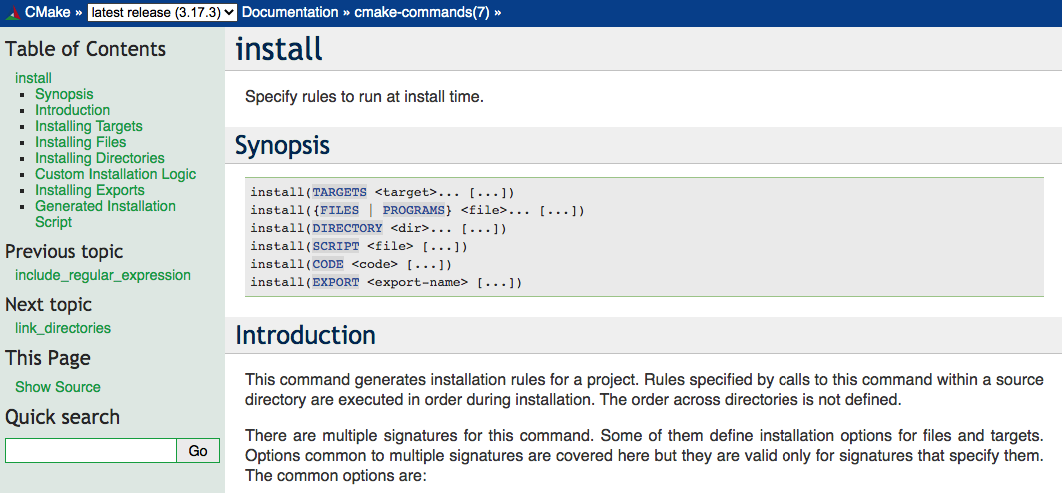 CMake » latest release (3.17.3) Documentation » cmake-commands(7) »
Table of Contents
install
Synopsis
Introduction
Installing Targets
Installing Files
Installing Directories
Custom Installation Logic
Installing Exports
Generated Installation
Script
Previous topic
include_regular_expression
Next topic
link_directories
This Page
Show Source
Quick search
Go
install
Specify rules to run at install time.
Synopsis
install(TARGETS <target>... [...])
install({FILES | PROGRAMS} <file>... [...])
install(DIRECTORY <dir>... [...])
install(SCRIPT <file> [...])
install(CODE <code> [...])
install(EXPORT <export-name> [...])
Introduction
This command generates installation rules for a project. Rules specified by calls to this command within a source
directory are executed in order during installation. The order across directories is not defined.
There are multiple signatures for this command. Some of them define installation options for files and targets.
Options common to multiple signatures are covered here but they are valid only for signatures that specify them.
The common options are: